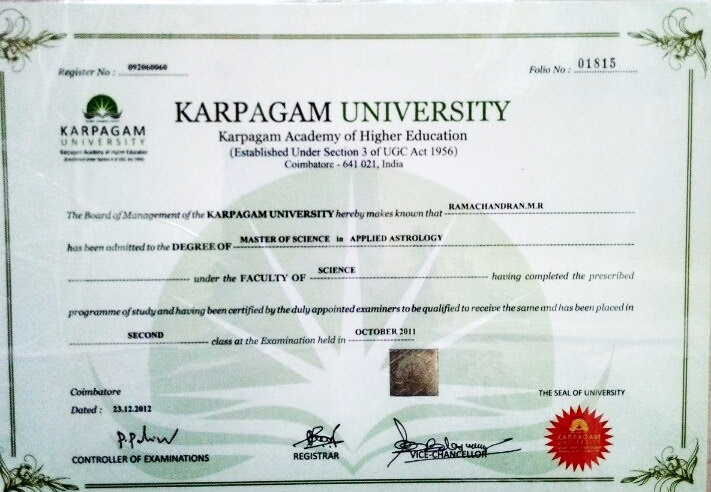 Register No : 092060060
Folio No : 01815
KARPAGAM
UNIVERSITY
Karpagam Academy of Higher Education
KARPAGAM UNIVERSITY
Karpagam Academy of Higher Education
(Established Under Section 3 of UGC Act 1956)
Coimbatore - 641 021, India
The Board of Management of the KARPAGAM UNIVERSITY hereby makes known that RAMACHANDRAN.M.R
has been admitted to the DEGREE OF MASTER OF SCIENCE in APPLIED ASTROLOGY
under the FACULTY OF SCIENCE having completed the prescribed
programme of study and having been certified by the duly appointed examiners to be qualified to receive the same and has been placed in
SECOND class at the Examination held in OCTOBER 2011
Coimbatore
Dated : 23.12.2012
THE SEAL OF UNIVERSITY
CONTROLLER OF EXAMINATIONS
REGISTRAR
VICE-CHANCELLOR
KARPAGAM